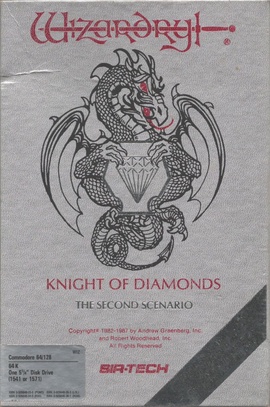 Wizardry
®
KNIGHT OF DIAMONDS
THE SECOND SCENARIO
Copyright® 1982-1987 by Andrew Greenberg, Inc.
and Robert Woodhead, Inc.
All Rights Reserved
Commodore 64/128
64 K
One 5¼" Disk Drive
(1541 or 1571)
SIR-TECH